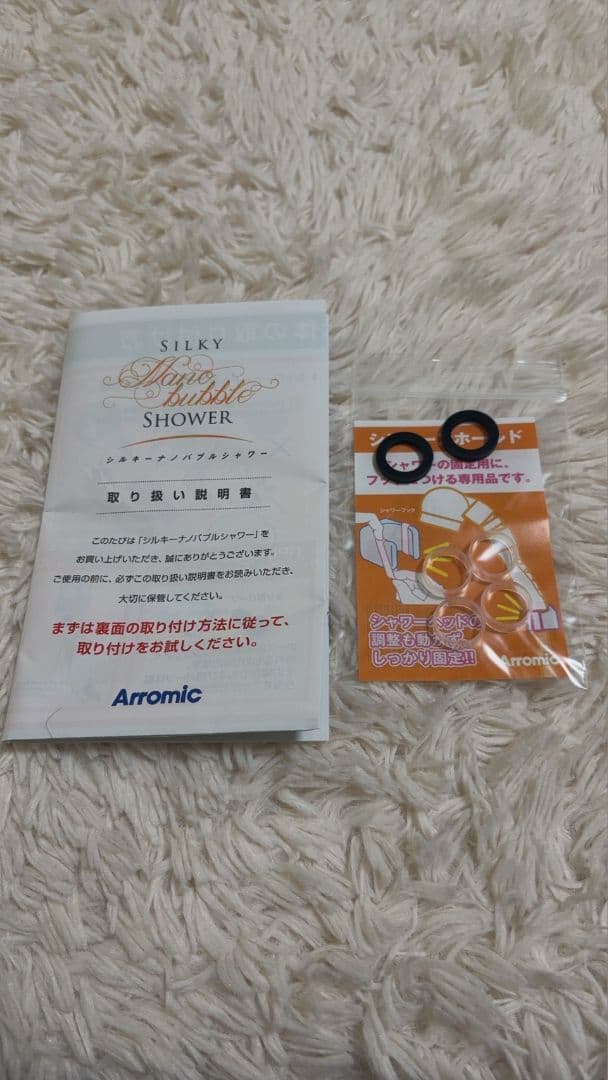 SILKY
Nano
bubble
SHOWER
シルキーナノバブルシャワー
取り扱い説明書
このたびは「シルキーナノバブルシャワー」を
お買い上げいただき、誠にありがとうございます。
ご使用の前に、必ずこの取り扱い説明書をお読みいただき、
大切に保管してください。
まずは裏面の取り付け方法に従って、
取り付けをお試しください。
Arromic
シャワーの固定用に、
つける専用品です。
シャワーフック
シャワーヘッドの
調整も動かず
しっかり固定!!
Arromic